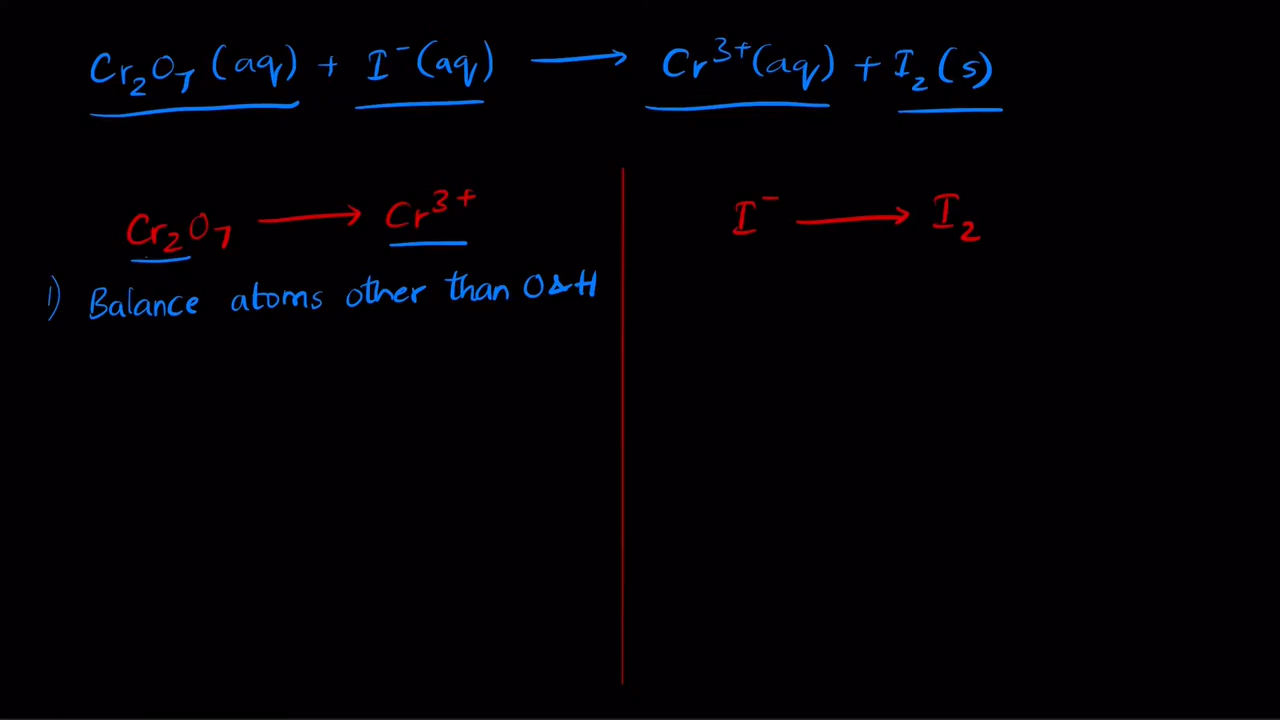 Cr₂O₇ (aq) + I⁻ (aq) ⟶ Cr³⁺(aq) + I₂(s)
Cr₂O₇ ⟶ Cr³⁺
I⁻ ⟶ I₂
1) Balance atoms other than O & H